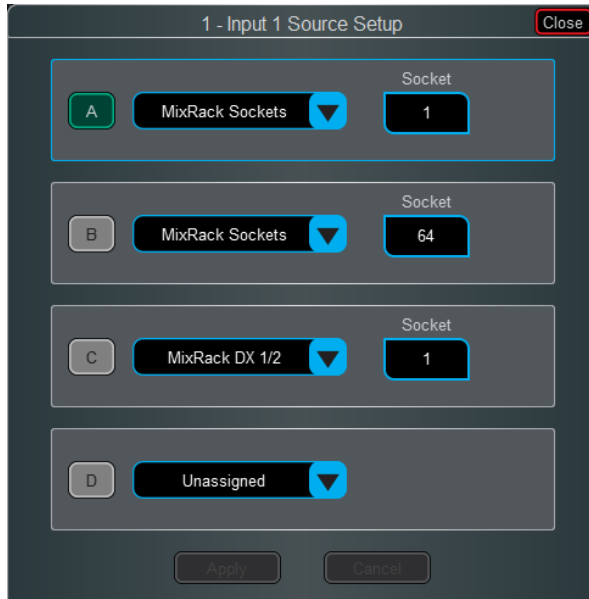 1 - Input 1 Source Setup
Close
Socket
A
MixRack Sockets
1
Socket
B
MixRack Sockets
64
Socket
C
MixRack DX 1/2
1
D
Unassigned
Apply
Cancel